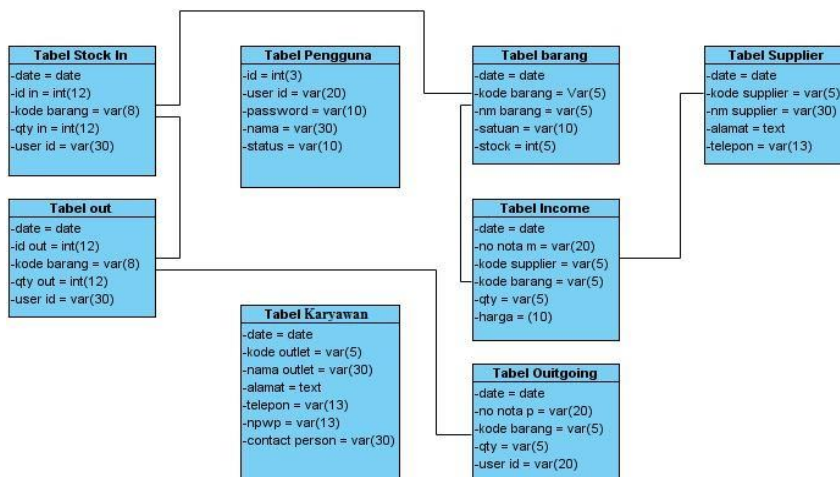 Tabel Stock In
-date = date
-id in = int(12)
-kode barang = var(8)
-qty in = int(12)
-user id = var(30)
Tabel Pengguna
-id = int(3)
-user id = var(20)
-password = var(10)
-nama = var(30)
-status = var(10)
Tabel barang
-date = date
-kode barang = Var(5)
-nm barang = var(5)
-satuan = var(10)
-stock = int(5)
Tabel Supplier
-date = date
-kode supplier = var(5)
-nm supplier = var(30)
-alamat = text
-telepon = var(13)
Tabel out
-date = date
-id out = int(12)
-kode barang = var(8)
-qty out = int(12)
-user id = var(30)
Tabel Income
-date = date
-no nota m = var(20)
-kode supplier = var(5)
-kode barang = var(5)
-qty = var(5)
-harga = (10)
Tabel Karyawan
-date = date
-kode outlet = var(5)
-nama outlet = var(30)
-alamat = text
-telepon = var(13)
-npwp = var(13)
-contact person = var(30)
Tabel Ouitgoing
-date = date
-no nota p = var(20)
-kode barang = var(5)
-qty = var(5)
-user id = var(20)